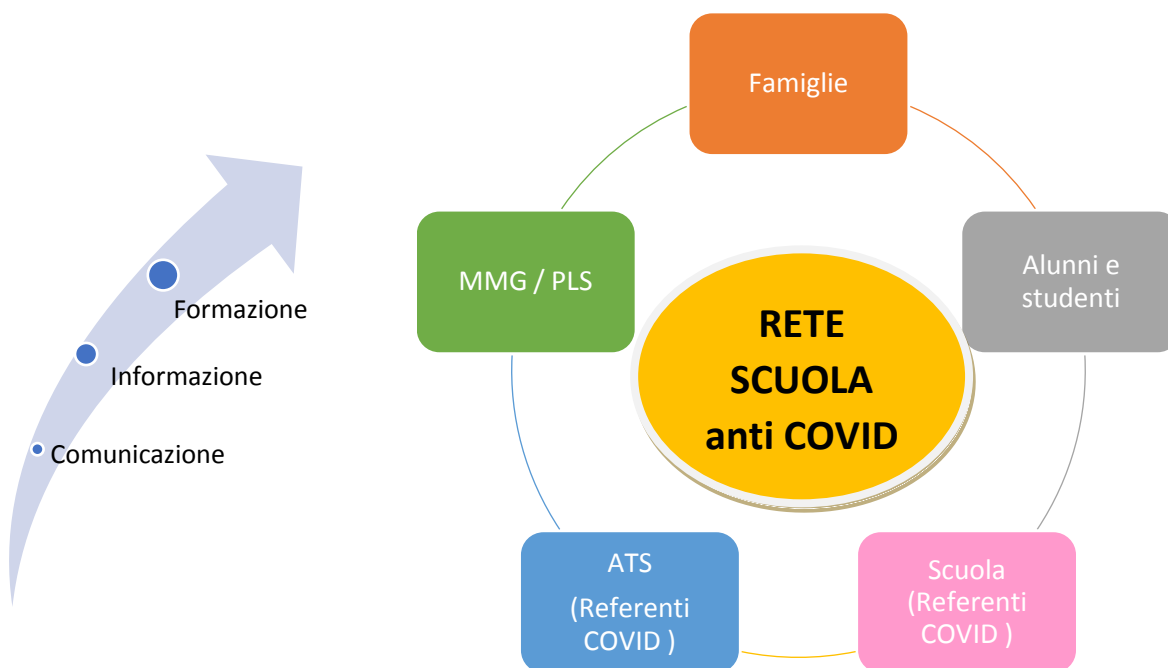 Formazione
Informazione
Comunicazione
Famiglie
MMG / PLS
Alunni e
studenti
RETE
SCUOLA
anti COVID
ATS
(Referenti
COVID )
Scuola
(Referenti
COVID )